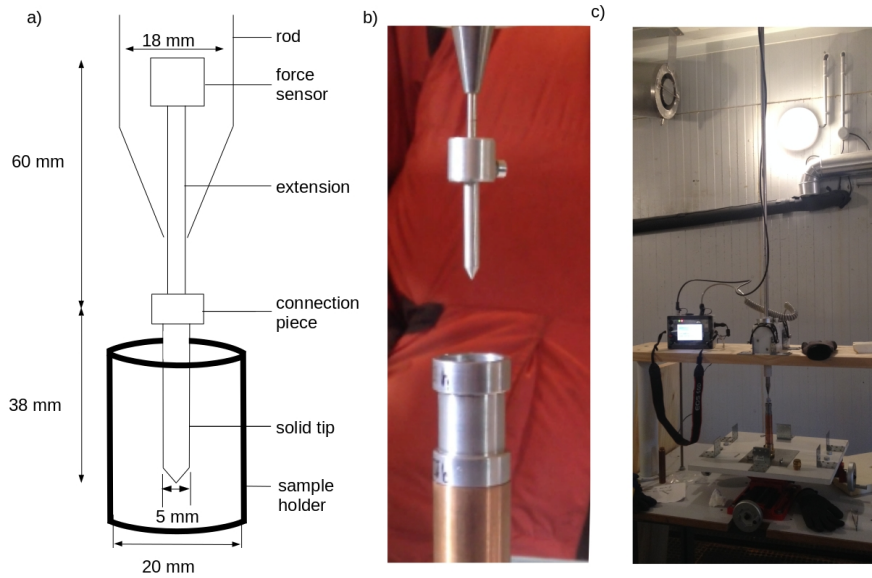 a)
18 mm
rod
force
sensor
60 mm
extension
connection
piece
38 mm
solid tip
sample
holder
5 mm
20 mm
b)
c)